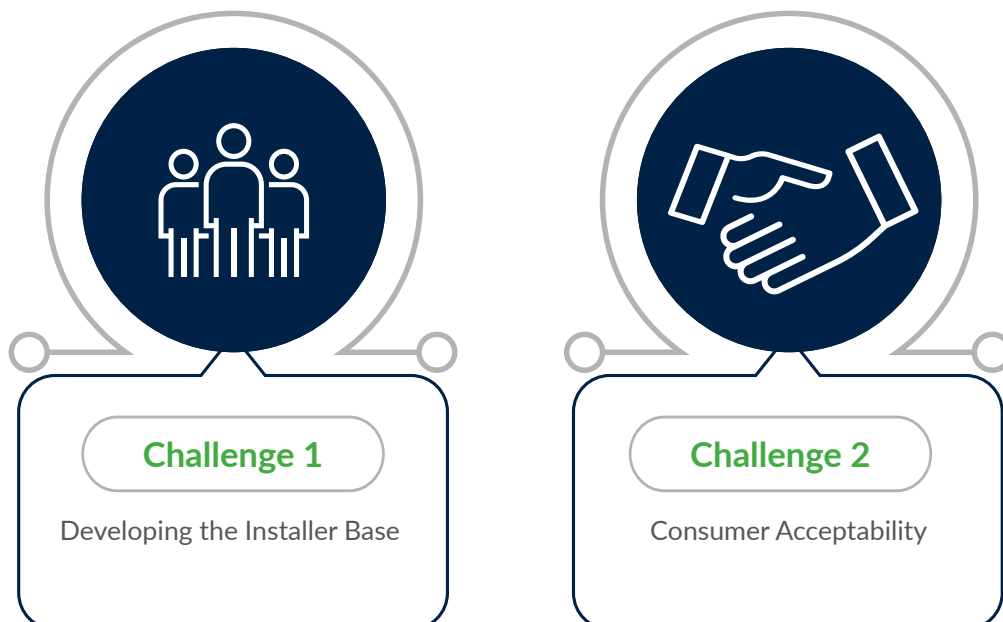 Challenge 1
Developing the Installer Base
Challenge 2
Consumer Acceptability